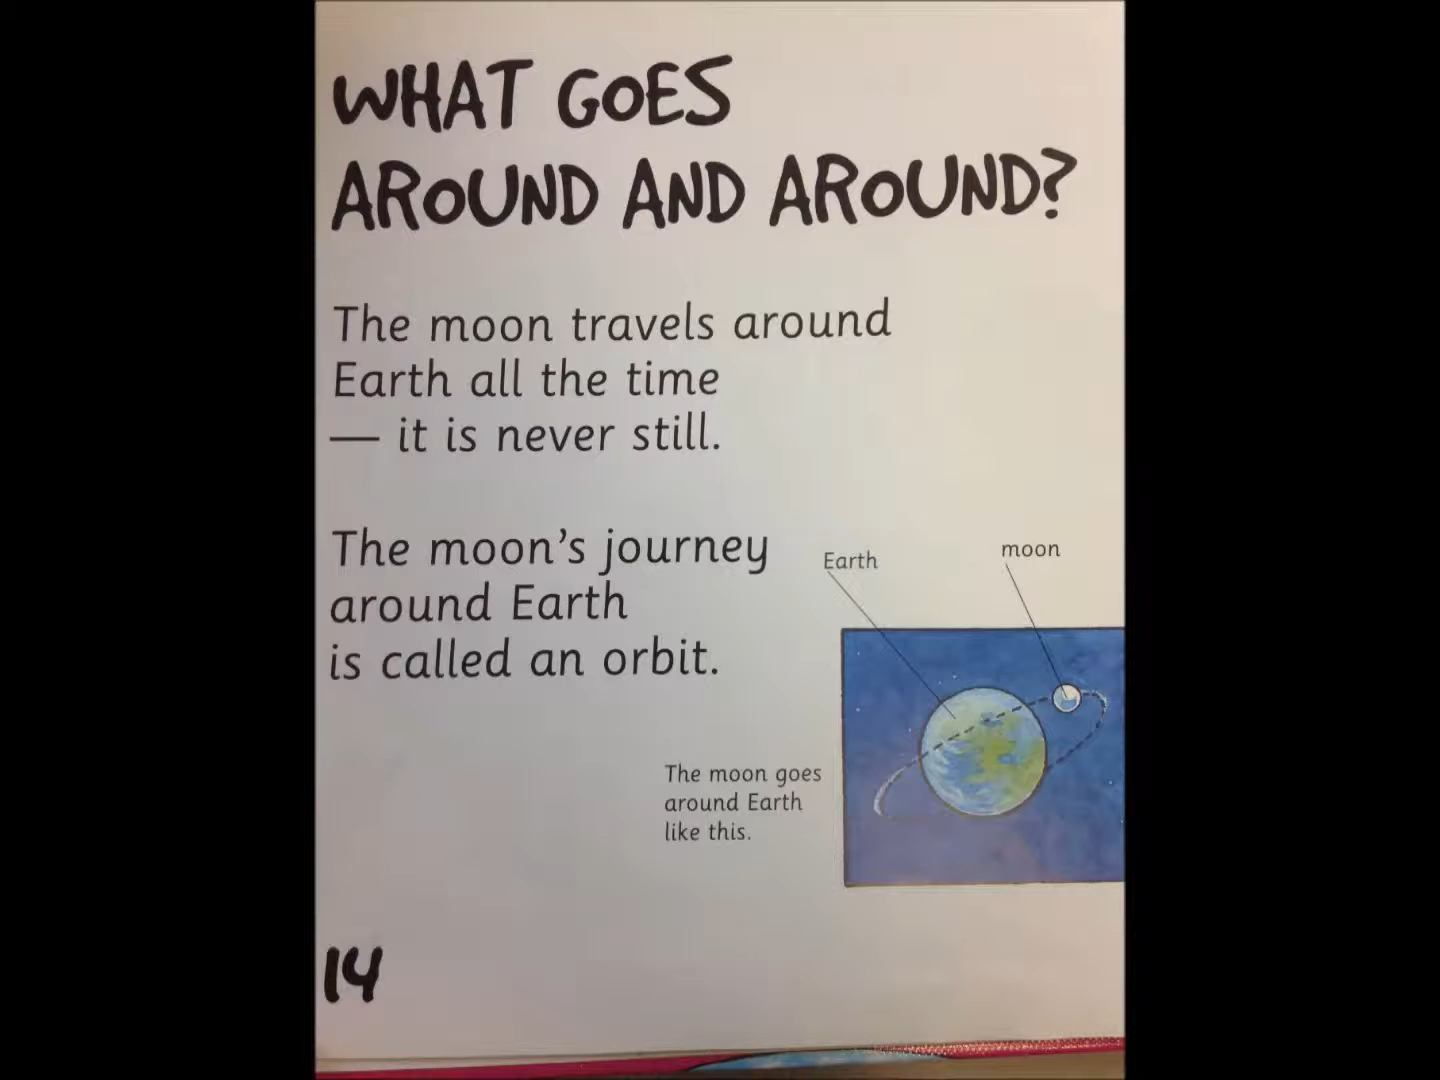 WHAT GOES
AROUND AND AROUND?
The moon travels around
Earth all the time
— it is never still.
The moon's journey
around Earth
is called an orbit.
Earth
moon
The moon goes
around Earth
like this.
14